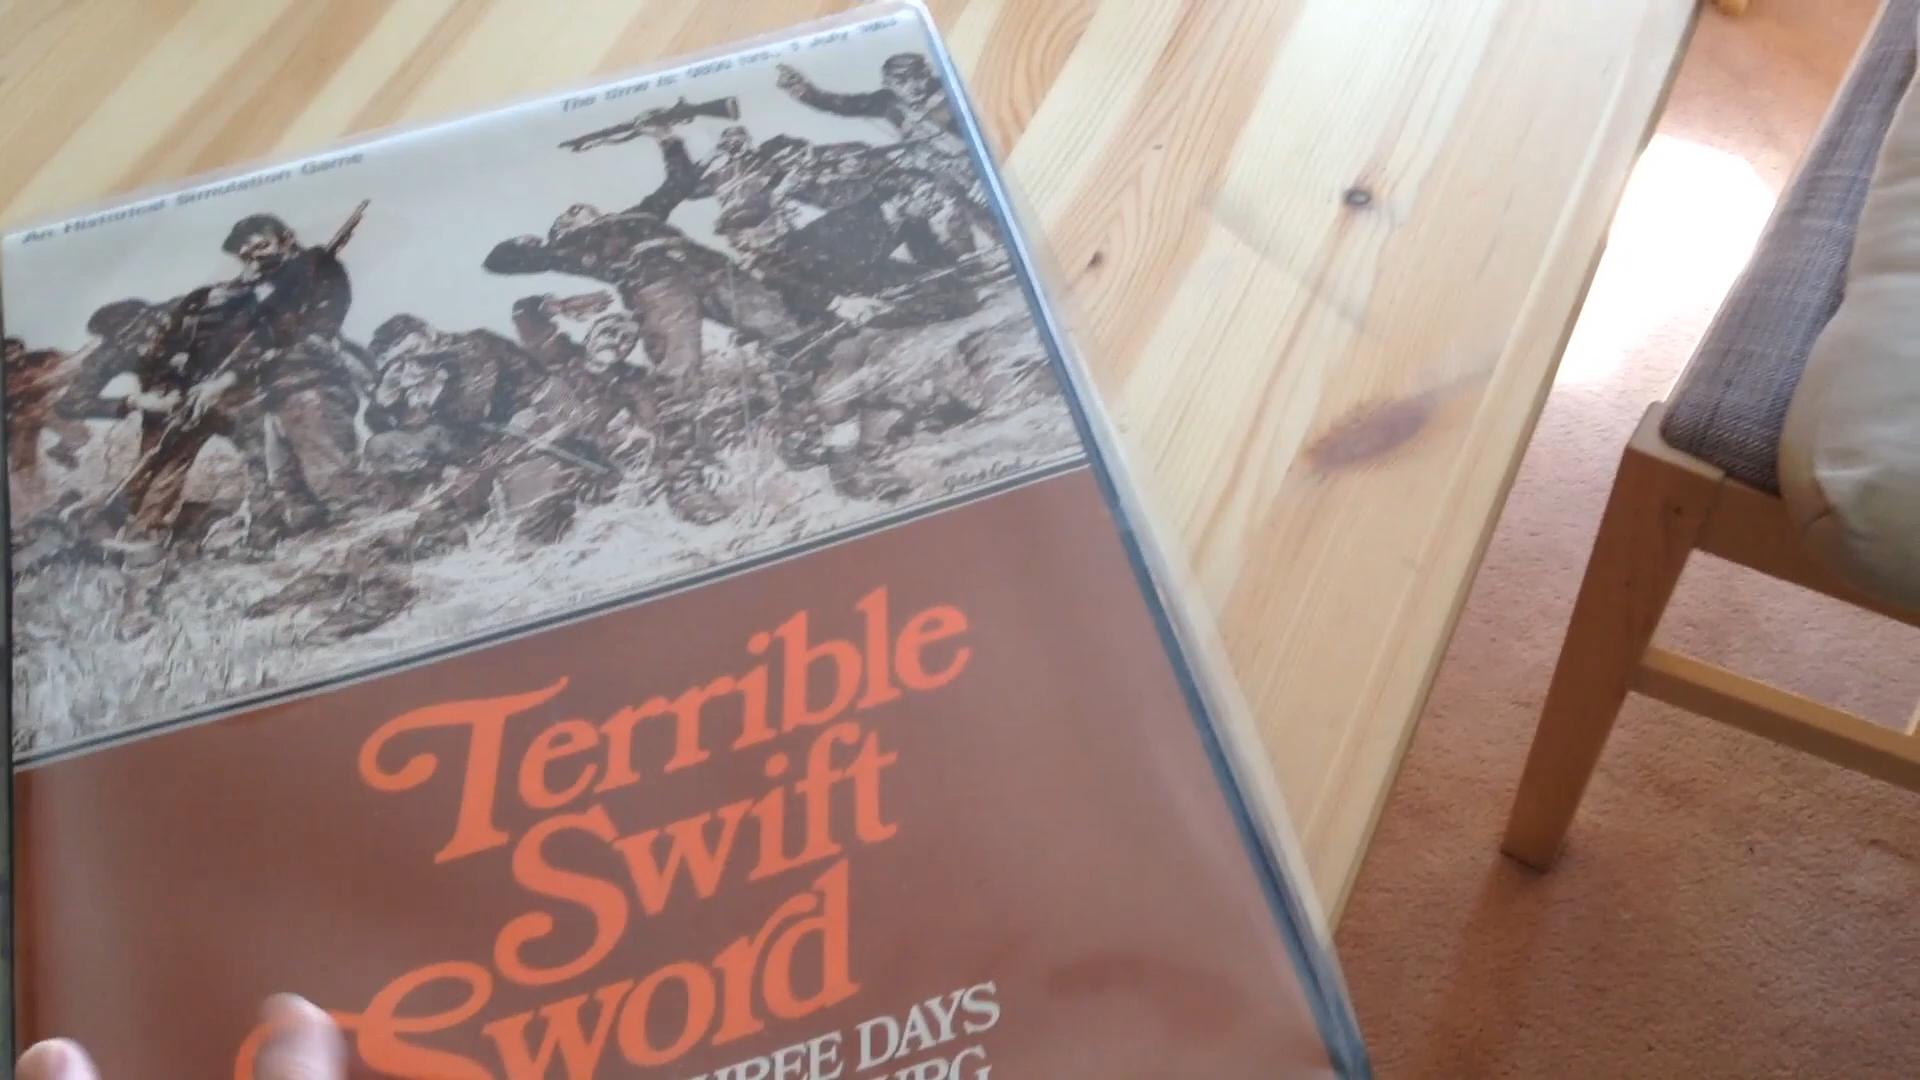 An Historical Simulation Game
The time is: 0800 hrs., 1 July 1863
Terrible
Swift
Sword
THREE DAYS